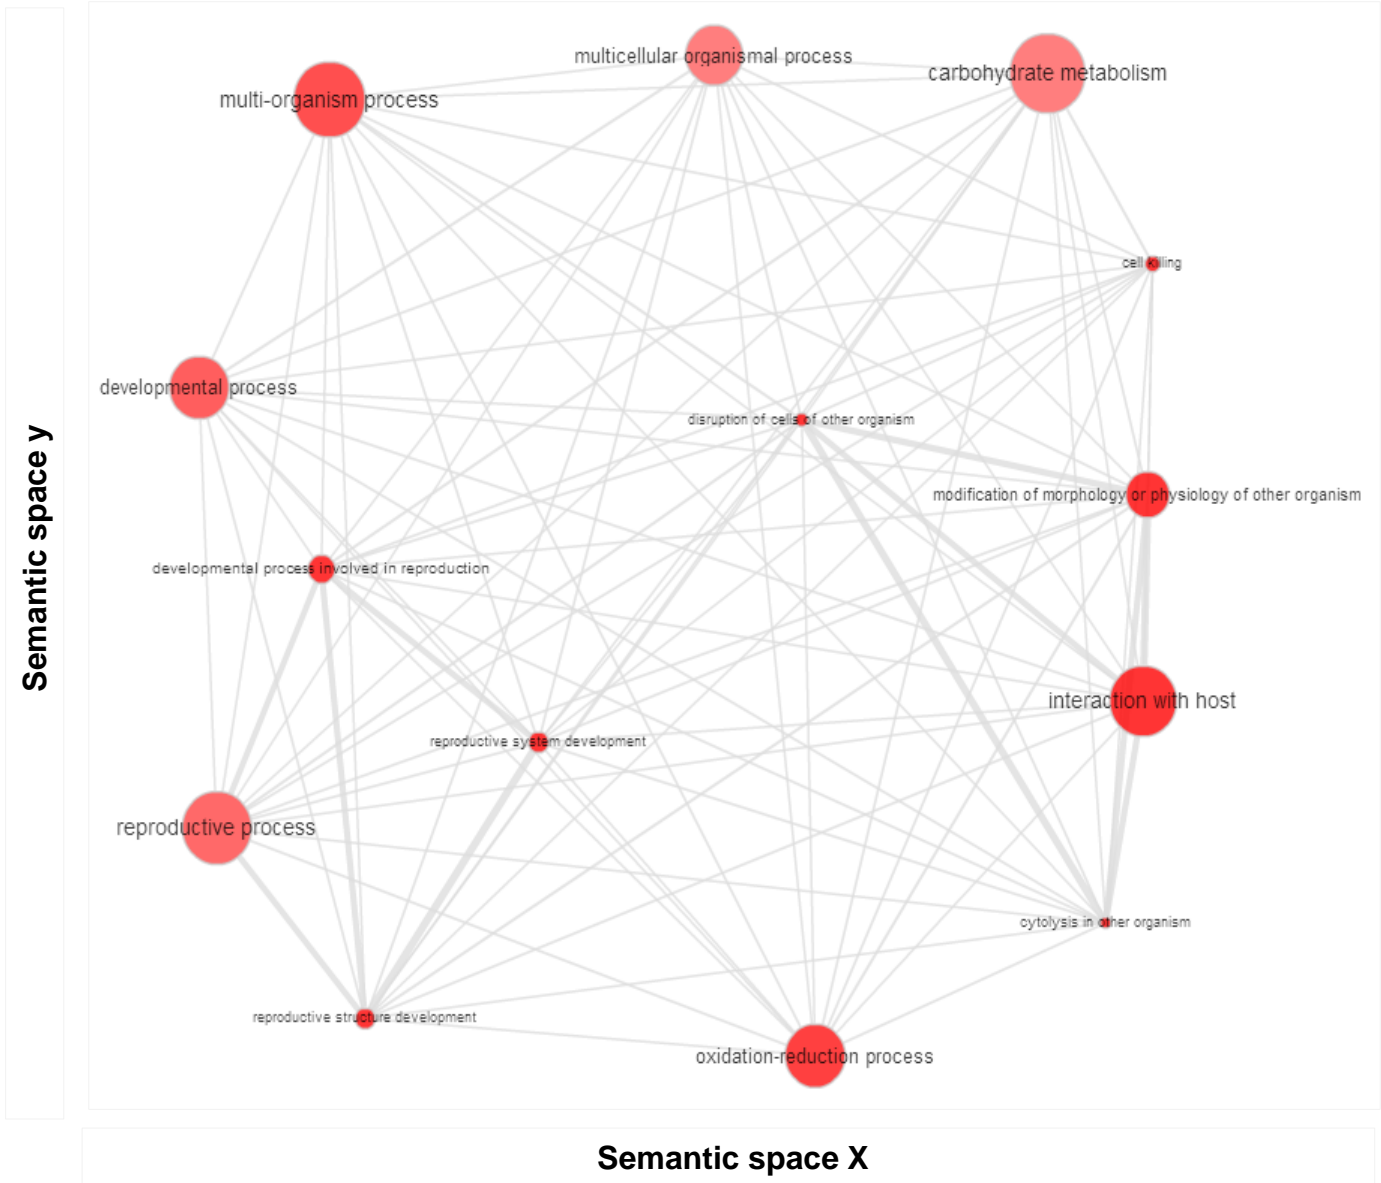 multicellular organismal process
carbohydrate metabolism
multi-organism process
cell killing
developmental process
disruption of cells of other organism
modification of morphology or physiology of other organism
developmental process involved in reproduction
interaction with host
reproductive system development
reproductive process
cytolysis in other organism
reproductive structure development
oxidation-reduction process
Semantic space y
Semantic space X